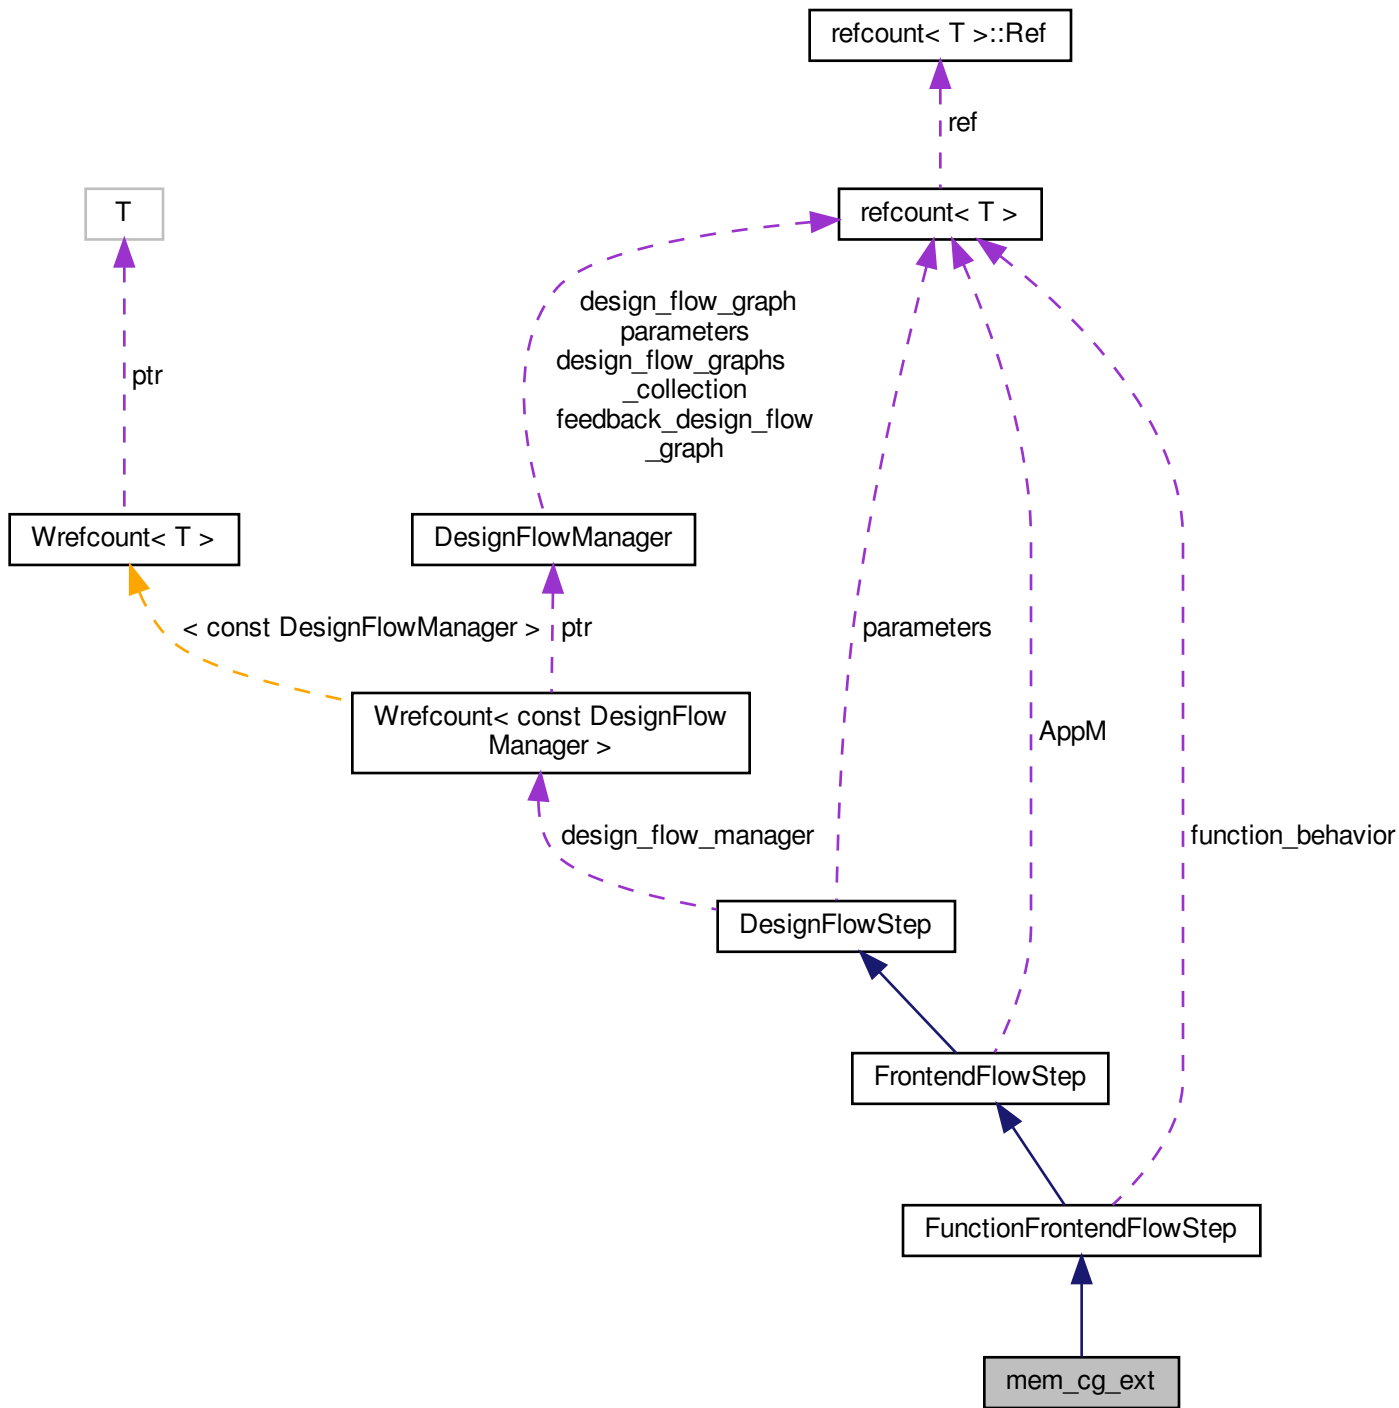 refcount< T >::Ref
ref
T
refcount< T >
design_flow_graph
parameters
design_flow_graphs
_collection
feedback_design_flow
_graph
ptr
Wrefcount< T >
DesignFlowManager
< const DesignFlowManager >
ptr
parameters
Wrefcount< const DesignFlow
Manager >
AppM
design_flow_manager
function_behavior
DesignFlowStep
FrontendFlowStep
FunctionFrontendFlowStep
mem_cg_ext